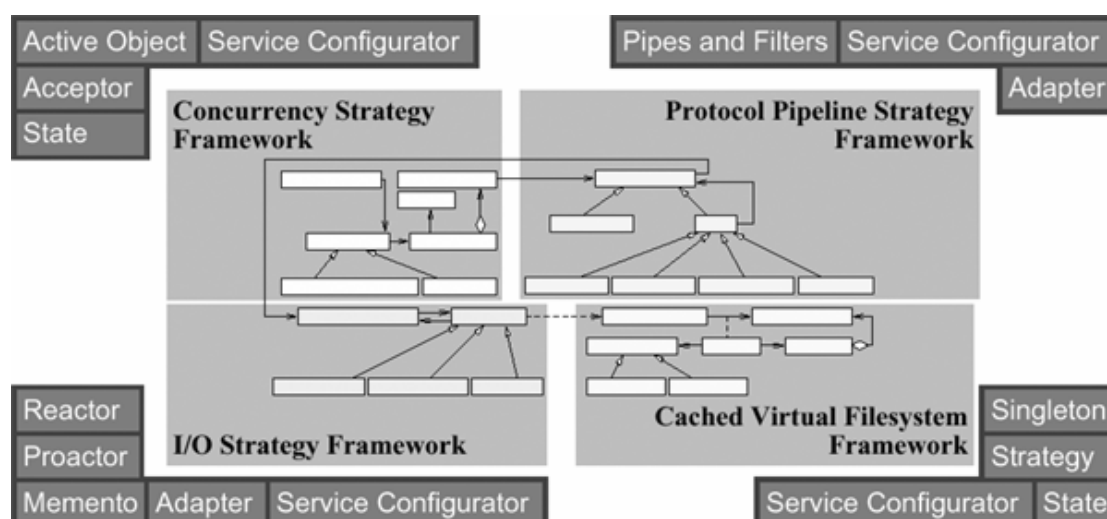 Active Object Service Configurator
Acceptor
State
Pipes and Filters Service Configurator
Adapter
Concurrency Strategy
Framework
Protocol Pipeline Strategy
Framework
I/O Strategy Framework
Cached Virtual Filesystem
Framework
Reactor
Proactor
Memento Adapter Service Configurator
Singleton
Strategy
Service Configurator State